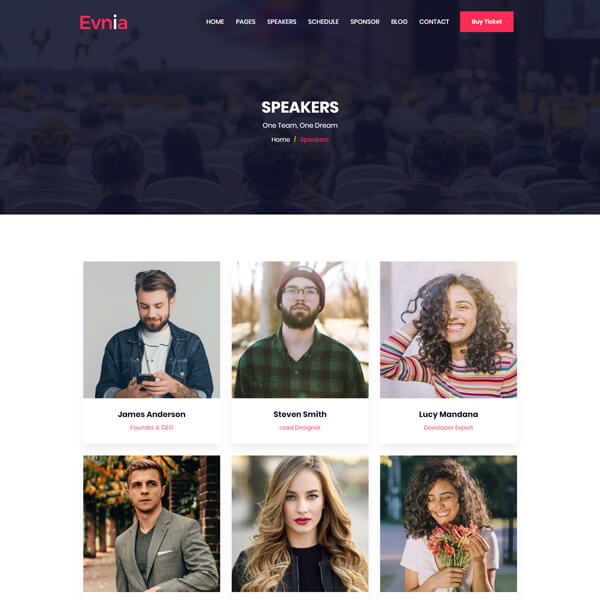 Evnia
HOME PAGES SPEAKERS SCHEDULE SPONSOR BLOG CONTACT Buy Ticket
SPEAKERS
One Team, One Dream
Home / Speakers
James Anderson Steven Smith Lucy Mandana
Founder & CEO Lead Designer Developer Expert